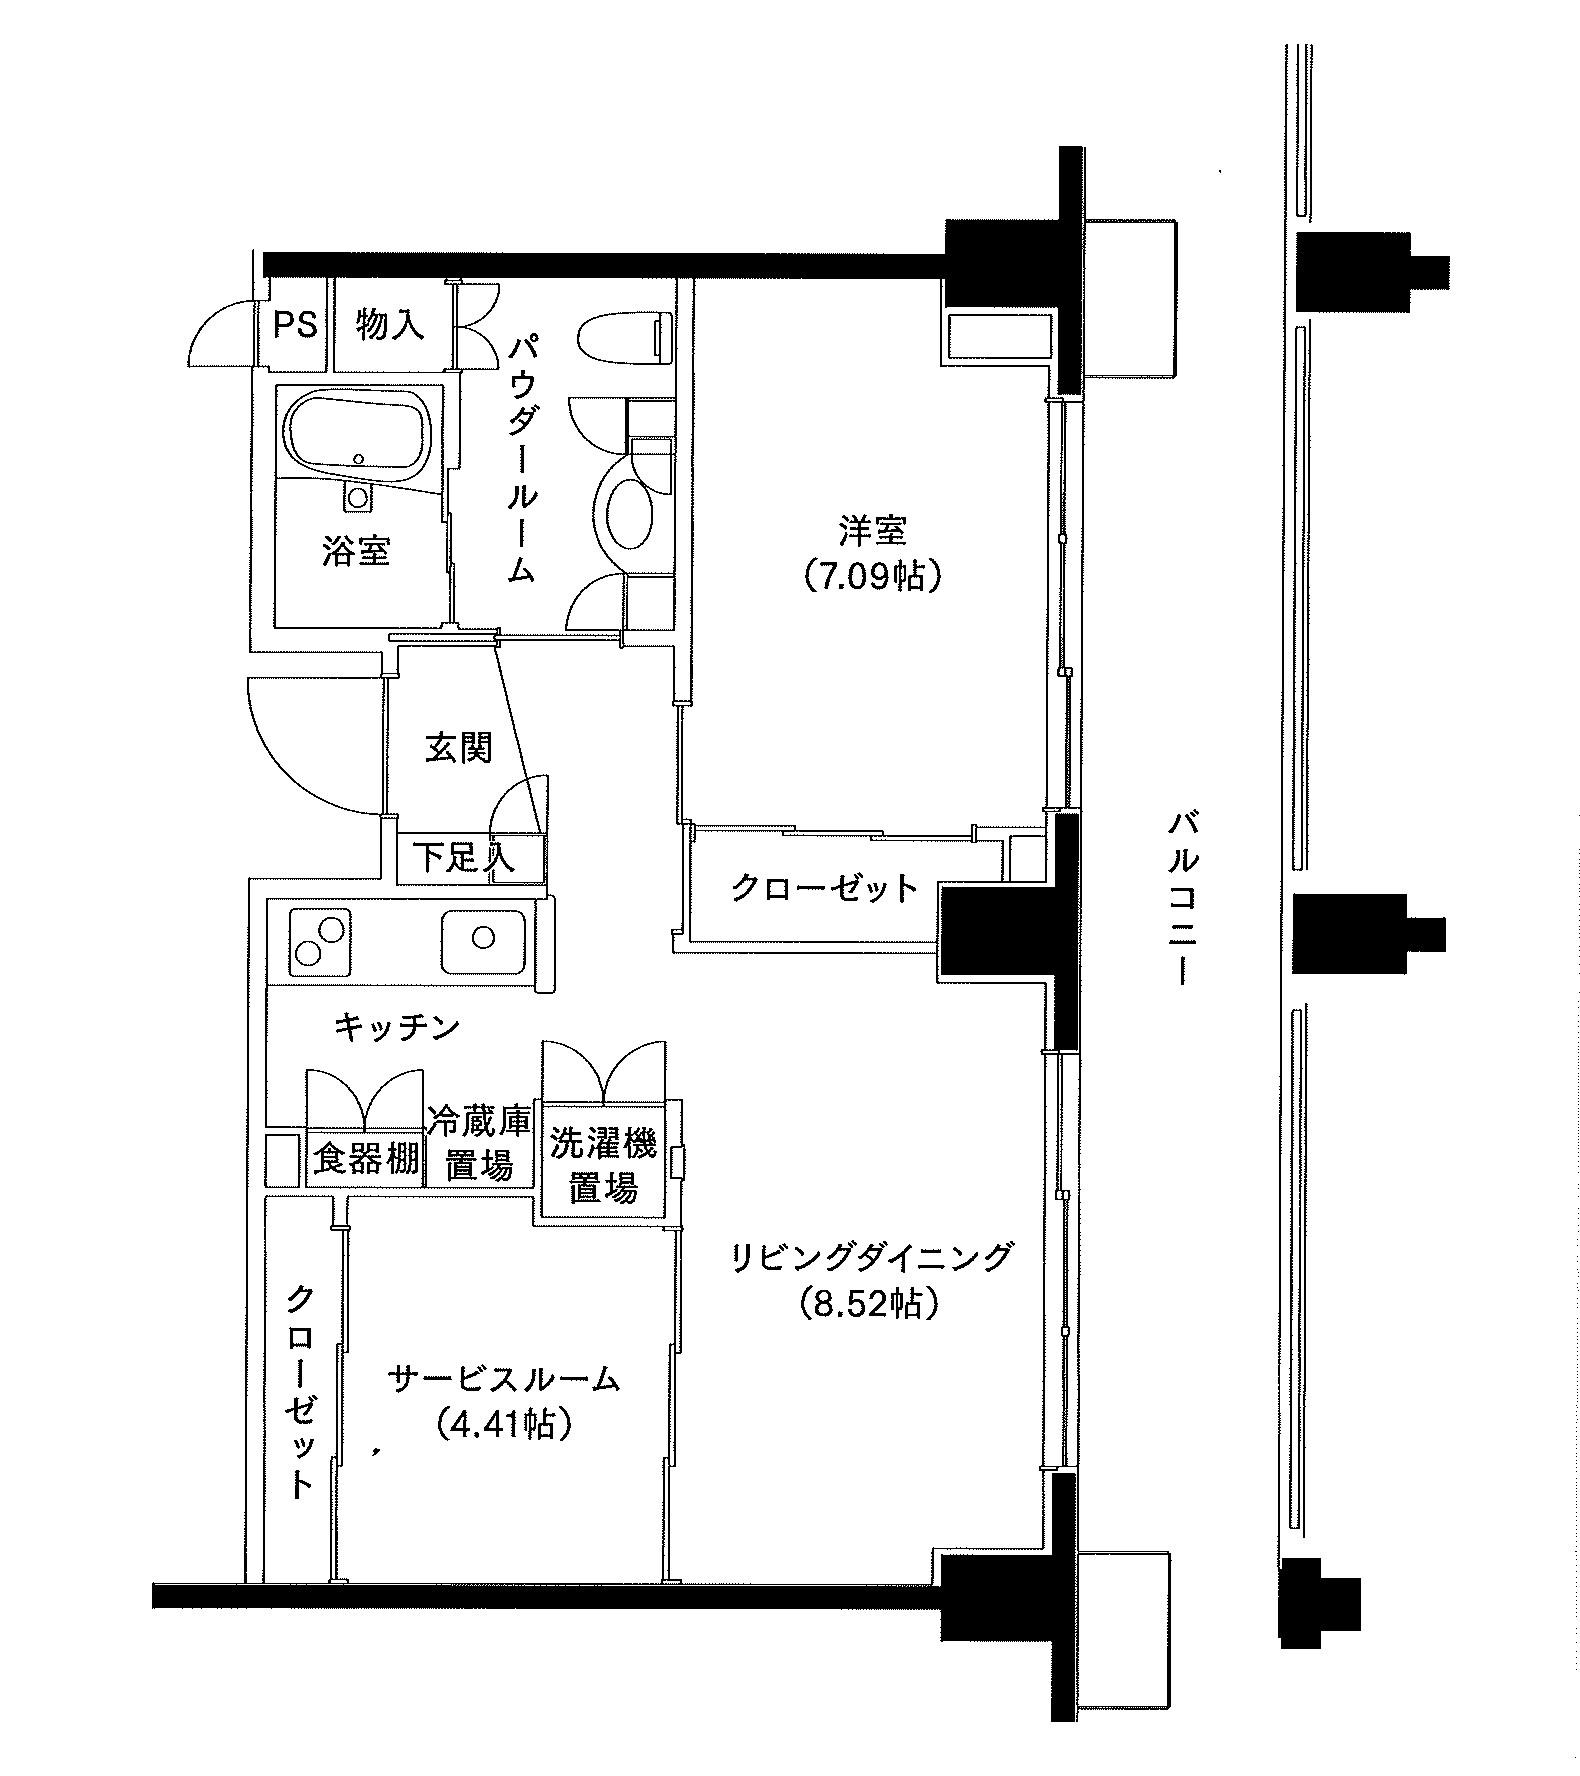 PS
物入
パウダールーム
浴室
洋室
(7.09帖)
玄関
下足入
クローゼット
バルコニー
キッチン
食器棚
冷蔵庫
置場
洗濯機
置場
リビングダイニング
(8.52帖)
クローゼット
サービスルーム
(4.41帖)